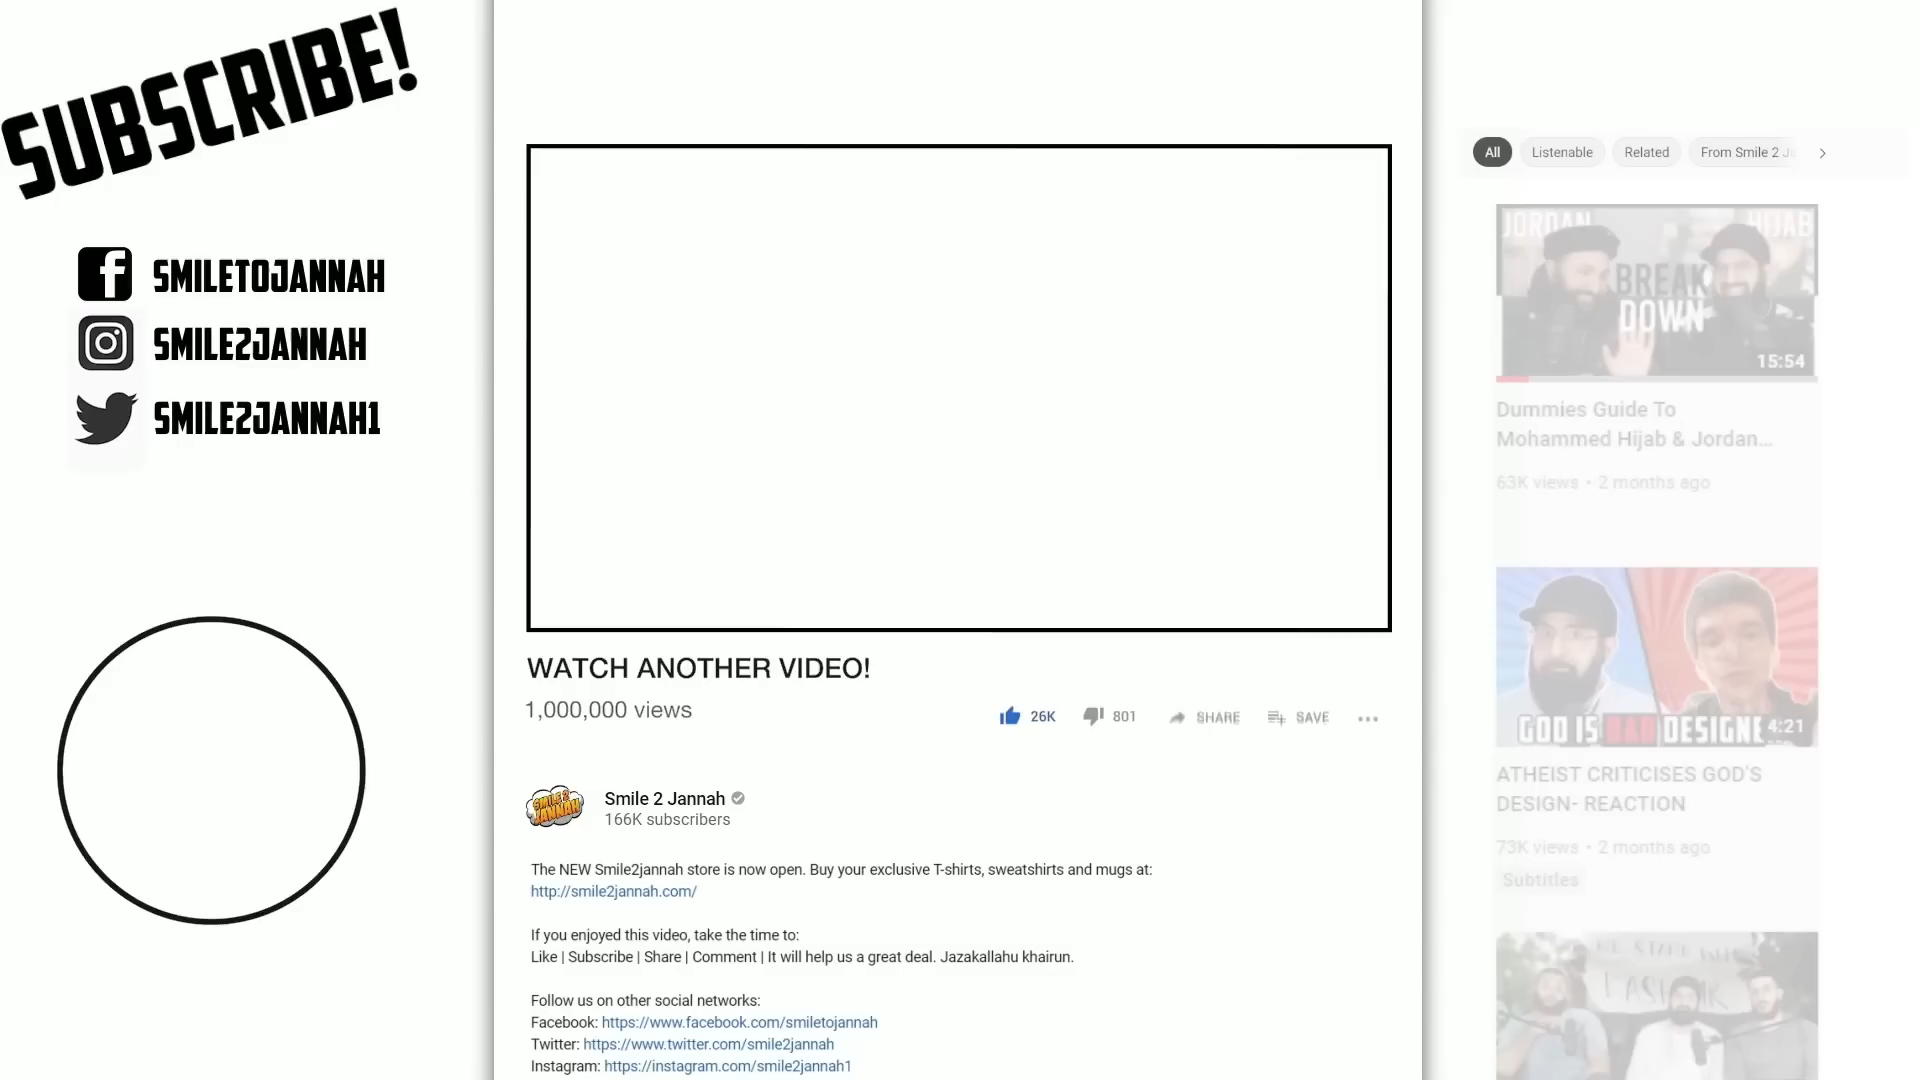 SUBSCRIBE!
SMILETOJANNAH
SMILE2JANNAH
SMILE2JANNAH1
WATCH ANOTHER VIDEO!
1,000,000 views
26K 801 SHARE SAVE
SMILE 2 JANNAH
Smile 2 Jannah
166K subscribers
The NEW Smile2jannah store is now open. Buy your exclusive T-shirts, sweatshirts and mugs at:
http://smile2jannah.com/
If you enjoyed this video, take the time to:
Like | Subscribe | Share | Comment | It will help us a great deal. Jazakallahu khairun.
Follow us on other social networks:
Facebook: https://www.facebook.com/smiletojannah
Twitter: https://www.twitter.com/smile2jannah
Instagram: https://instagram.com/smile2jannah1
All Listenable Related From Smile 2 Ja
JORDAN HIJAB
BREAK
DOWN
15:54
Dummies Guide To
Mohammed Hijab & Jordan...
63K views • 2 months ago
GOD IS BAD DESIGNE
4:21
ATHEIST CRITICISES GOD'S
DESIGN- REACTION
73K views • 2 months ago
Subtitles